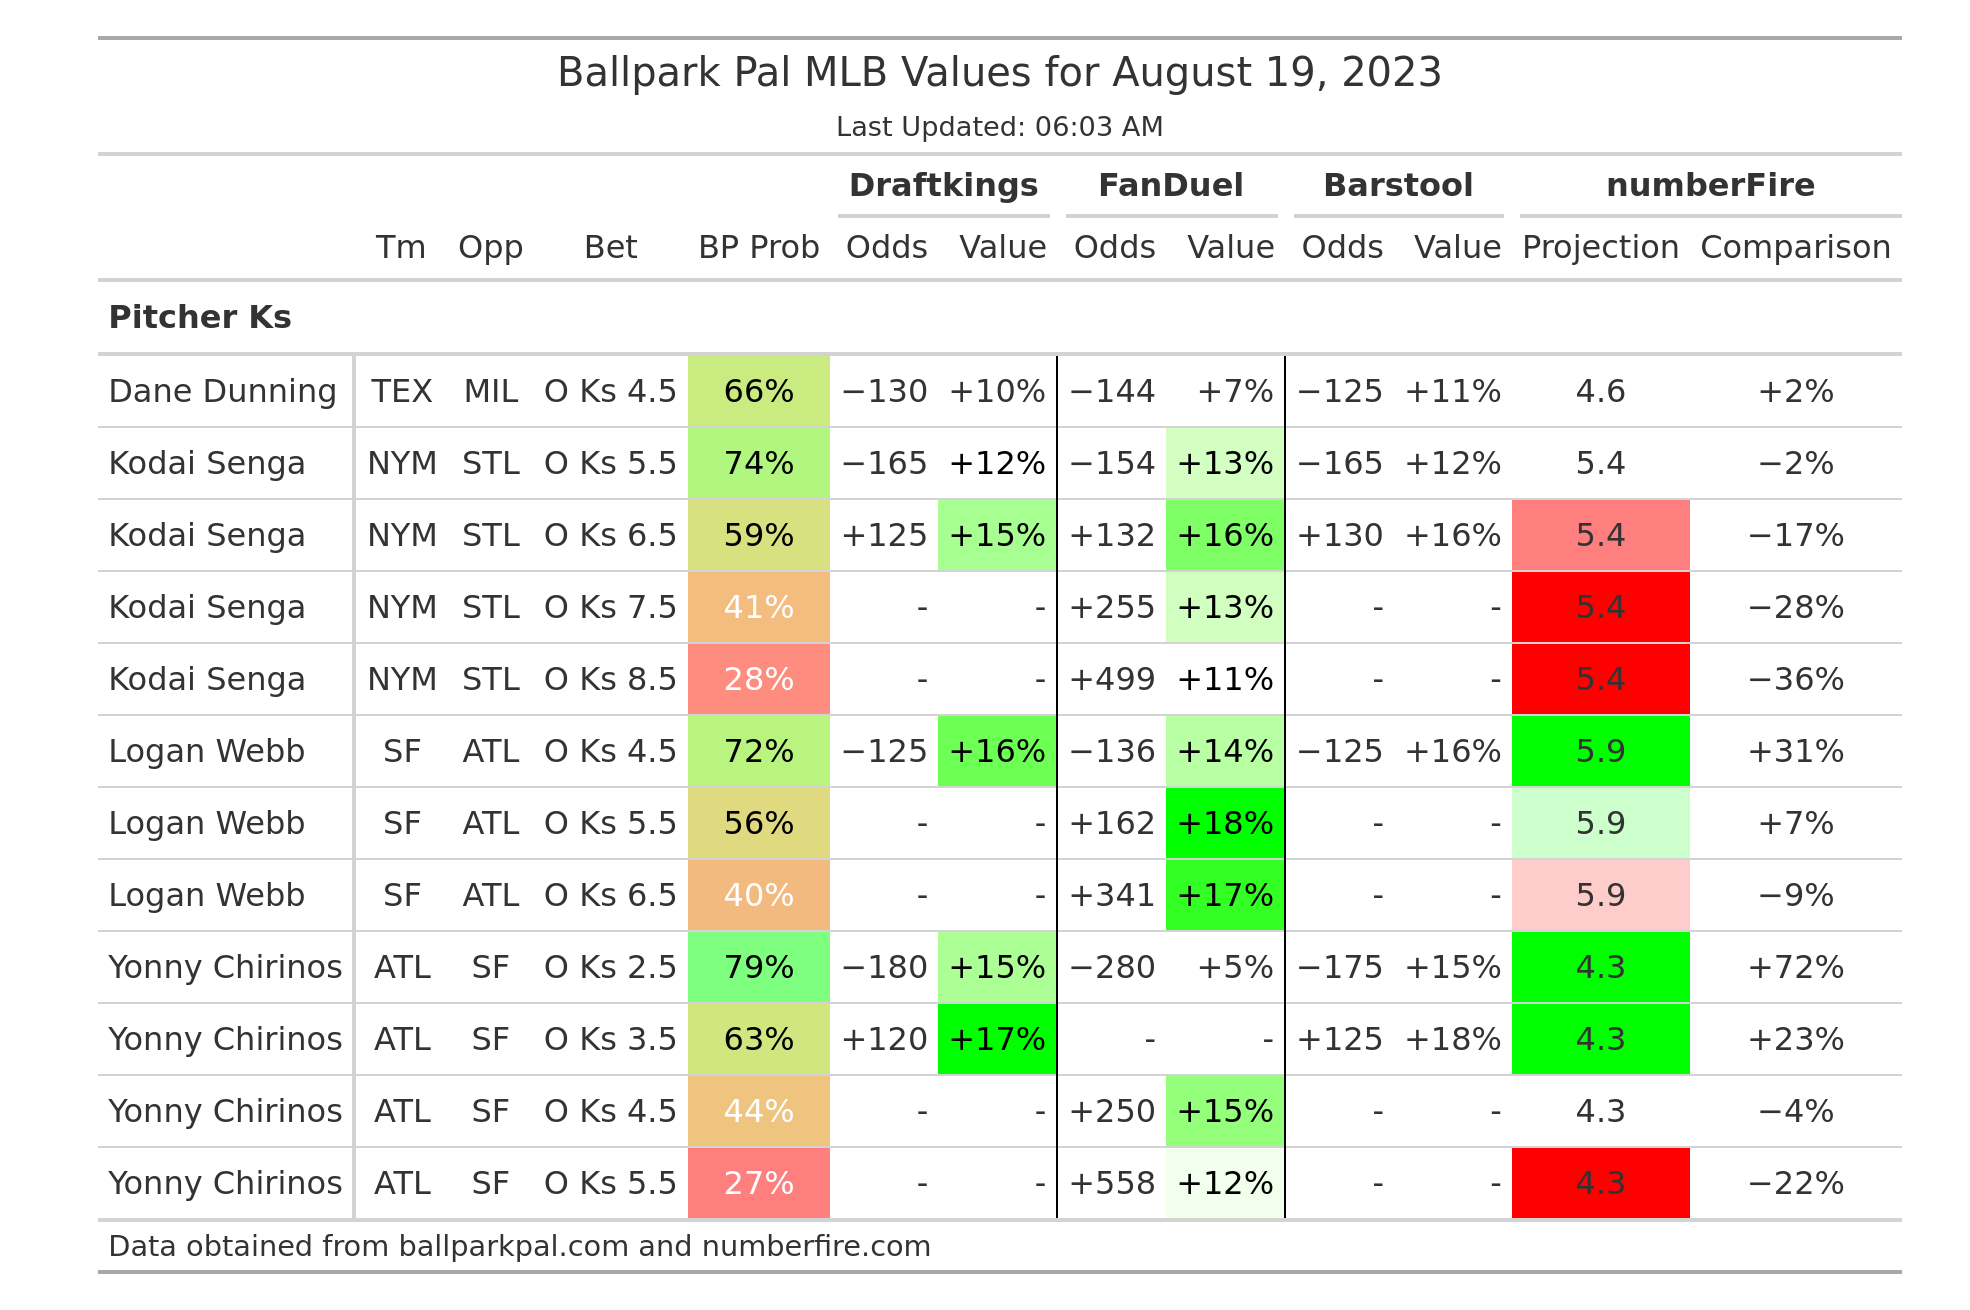 Ballpark Pal MLB Values for August 19, 2023
Last Updated: 06:03 AM
Draftkings FanDuel Barstool numberFire
Tm Opp Bet BP Prob Odds Value Odds Value Odds Value Projection Comparison
Pitcher Ks
Dane Dunning TEX MIL O Ks 4.5 66% −130 +10% −144 +7% −125 +11% 4.6 +2%
Kodai Senga NYM STL O Ks 5.5 74% −165 +12% −154 +13% −165 +12% 5.4 −2%
Kodai Senga NYM STL O Ks 6.5 59% +125 +15% +132 +16% +130 +16% 5.4 −17%
Kodai Senga NYM STL O Ks 7.5 41% - - +255 +13% - - 5.4 −28%
Kodai Senga NYM STL O Ks 8.5 28% - - +499 +11% - - 5.4 −36%
Logan Webb SF ATL O Ks 4.5 72% −125 +16% −136 +14% −125 +16% 5.9 +31%
Logan Webb SF ATL O Ks 5.5 56% - - +162 +18% - - 5.9 +7%
Logan Webb SF ATL O Ks 6.5 40% - - +341 +17% - - 5.9 −9%
Yonny Chirinos ATL SF O Ks 2.5 79% −180 +15% −280 +5% −175 +15% 4.3 +72%
Yonny Chirinos ATL SF O Ks 3.5 63% +120 +17% - - +125 +18% 4.3 +23%
Yonny Chirinos ATL SF O Ks 4.5 44% - - +250 +15% - - 4.3 −4%
Yonny Chirinos ATL SF O Ks 5.5 27% - - +558 +12% - - 4.3 −22%
Data obtained from ballparkpal.com and numberfire.com